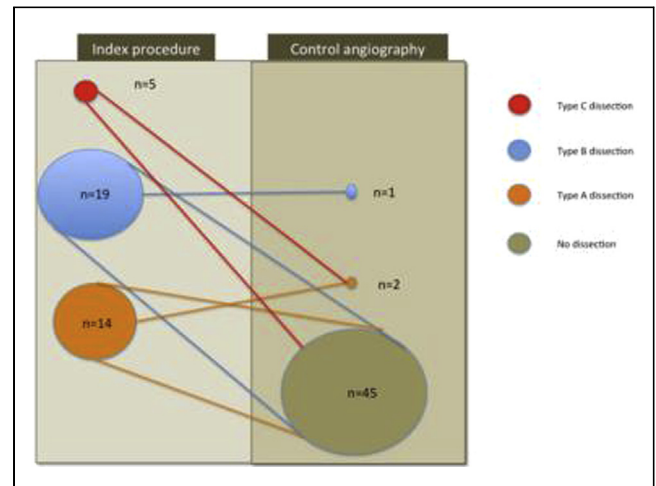 Index procedure
Control angiography
n=5
n=19
n=1
n=2
n=14
n=45
Type C dissection
Type B dissection
Type A dissection
No dissection